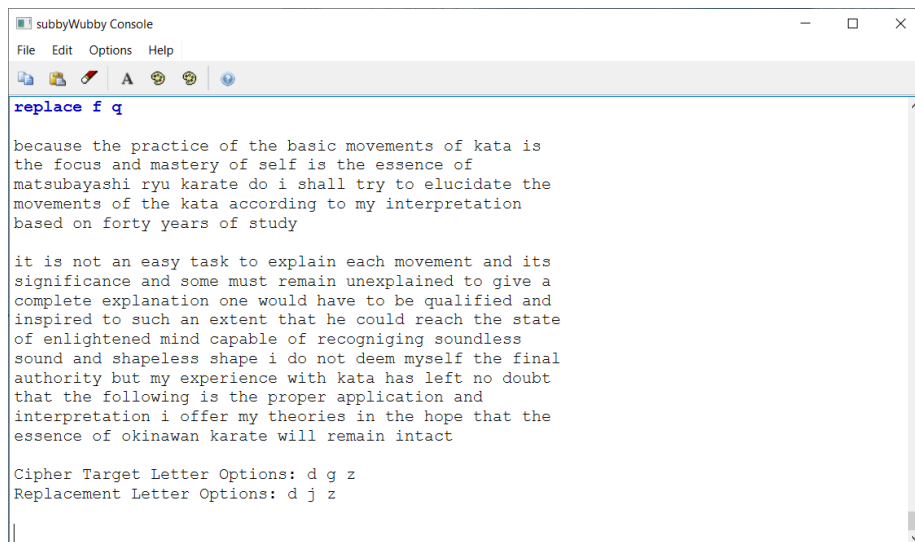 subbyWubby Console
File Edit Options Help
A
replace f q
because the practice of the basic movements of kata is
the focus and mastery of self is the essence of
matsubayashi ryu karate do i shall try to elucidate the
movements of the kata according to my interpretation
based on forty years of study
it is not an easy task to explain each movement and its
significance and some must remain unexplained to give a
complete explanation one would have to be qualified and
inspired to such an extent that he could reach the state
of enlightened mind capable of recogniging soundless
sound and shapeless shape i do not deem myself the final
authority but my experience with kata has left no doubt
that the following is the proper application and
interpretation i offer my theories in the hope that the
essence of okinawan karate will remain intact
Cipher Target Letter Options: d g z
Replacement Letter Options: d j z